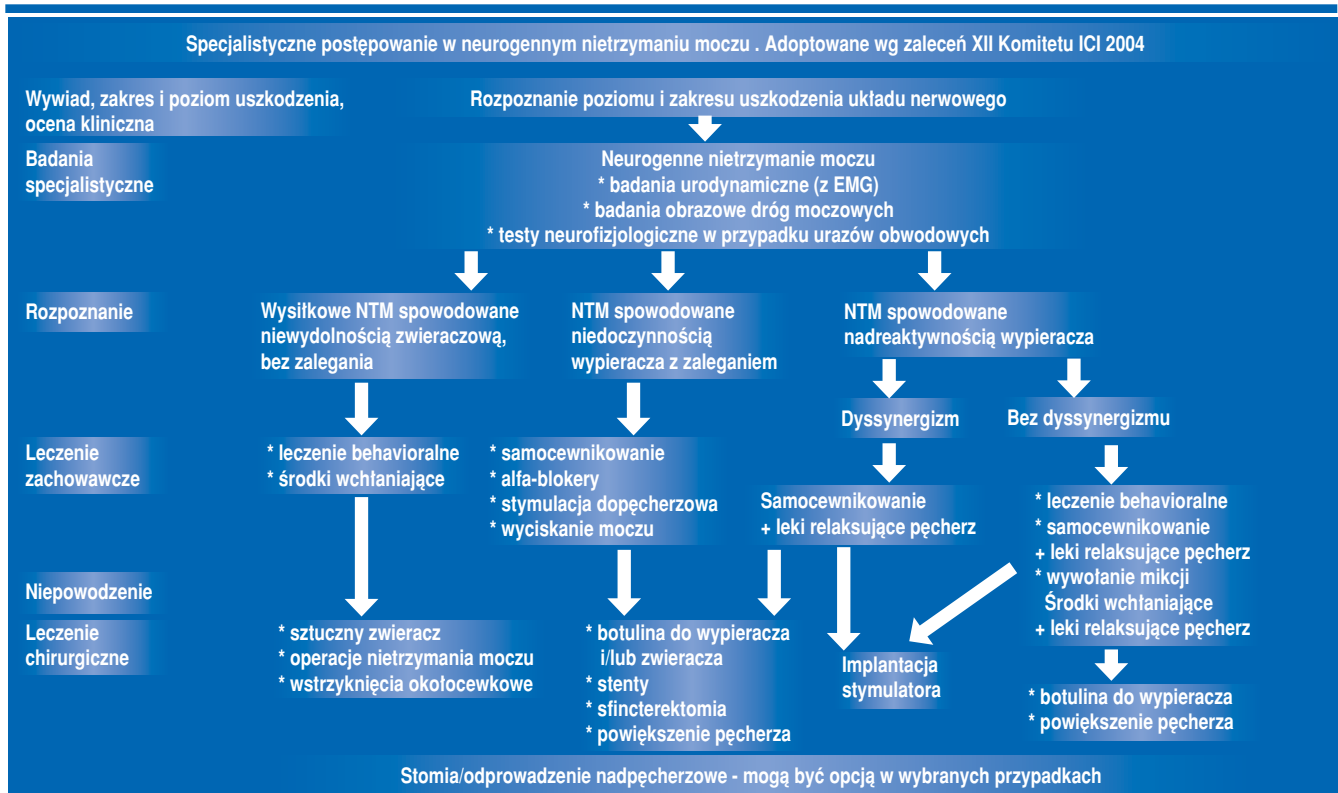 Specjalistyczne postępowanie w neurogennym nietrzymaniu moczu . Adoptowane wg zaleceń XII Komitetu ICI 2004
Wywiad, zakres i poziom uszkodzenia,
ocena kliniczna
Rozpoznanie poziomu i zakresu uszkodzenia układu nerwowego
Badania
specjalistyczne
Neurogenne nietrzymanie moczu
* badania urodynamiczne (z EMG)
* badania obrazowe dróg moczowych
* testy neurofizjologiczne w przypadku urazów obwodowych
Rozpoznanie
Wysiłkowe NTM spowodowane
niewydolnością zwieraczową,
bez zalegania
NTM spowodowane
niedoczynnością
wypieracza z zaleganiem
NTM spowodowane
nadreaktywnością wypieracza
Dyssynergizm
Bez dyssynergizmu
Leczenie
zachowawcze
* leczenie behavioralne
* środki wchłaniające
* samocewnikowanie
* alfa-blokery
* stymulacja dopęcherzowa
* wyciskanie moczu
Samocewnikowanie
+ leki relaksujące pęcherz
* leczenie behavioralne
* samocewnikowanie
+ leki relaksujące pęcherz
* wywołanie mikcji
Środki wchłaniające
+ leki relaksujące pęcherz
Niepowodzenie
Leczenie
chirurgiczne
* sztuczny zwieracz
* operacje nietrzymania moczu
* wstrzyknięcia okołocewkowe
* botulina do wypieracza
i/lub zwieracza
* stenty
* sfincterektomia
* powiększenie pęcherza
Implantacja
stymulatora
* botulina do wypieracza
* powiększenie pęcherza
Stomia/odprowadzenie nadpęcherzowe - mogą być opcją w wybranych przypadkach